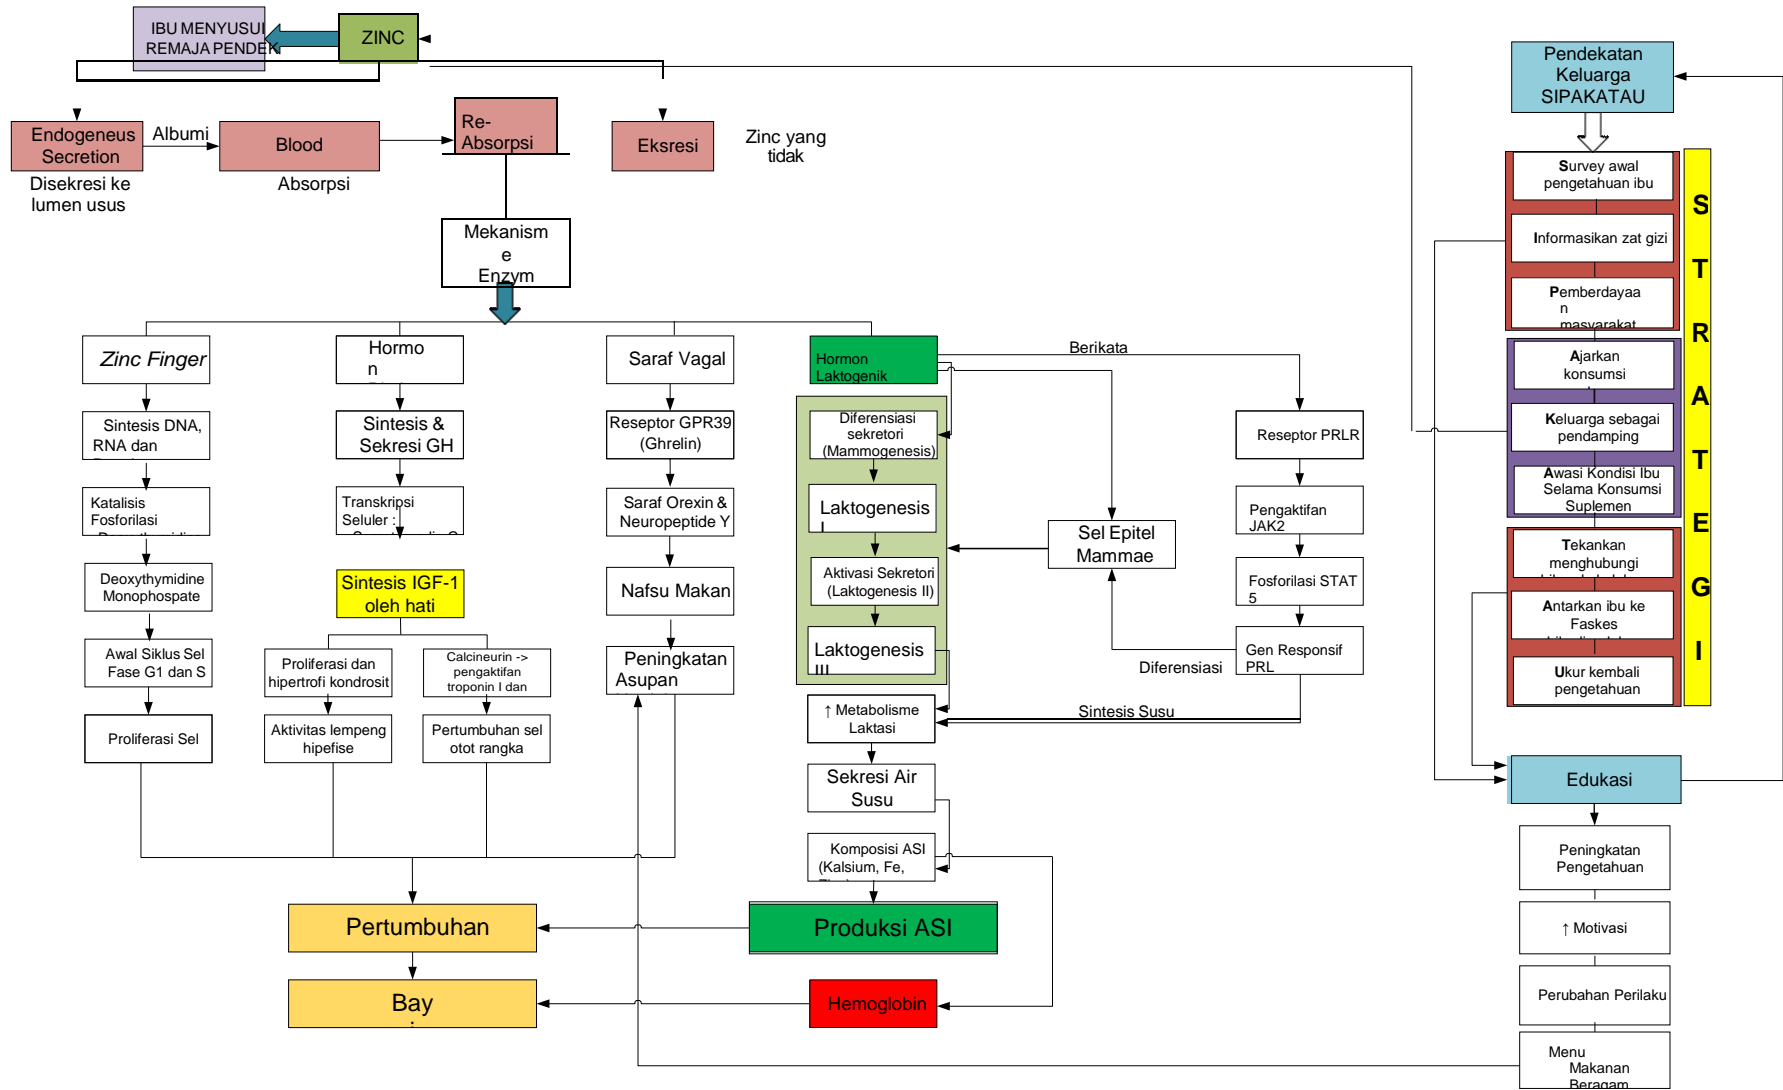 IBU MENYUSUI
REMAJA PENDEK
ZINC
Endogeneus
Secretion
Albumi
Blood
Re-
Absorpsi
Eksresi
Zinc yang
tidak
Disekresi ke
lumen usus
Absorpsi
Mekanism
e
Enzym
Zinc Finger
Sintesis DNA,
RNA dan
Katalisis
Fosforilasi
Deoxythymidine
Monophospate
Awal Siklus Sel
Fase G1 dan S
Proliferasi Sel
Hormo
n
Sintesis &
Sekresi GH
Transkripsi
Seluler :
Sintesis IGF-1
oleh hati
Proliferasi dan
hipertrofi kondrosit
Aktivitas lempeng
hipefise
Calcineurin ->
pengaktifan
troponin I dan
Pertumbuhan sel
otot rangka
Saraf Vagal
Reseptor GPR39
(Ghrelin)
Saraf Orexin &
Neuropeptide Y
Nafsu Makan
Peningkatan
Asupan
Hormon
Laktogenik
Diferensiasi
sekretori
(Mammogenesis)
Laktogenesis
I
Aktivasi Sekretori
(Laktogenesis II)
Laktogenesis
III
↑ Metabolisme
Laktasi
Sekresi Air
Susu
Komposisi ASI
(Kalsium, Fe,
Produksi ASI
Hemoglobin
Pertumbuhan
Bay
Berikata
Sel Epitel
Mammae
Reseptor PRLR
Pengaktifan
JAK2
Fosforilasi STAT
5
Gen Responsif
PRL
Diferensiasi
Sintesis Susu
Pendekatan
Keluarga
SIPAKATAU
Survey awal
pengetahuan ibu
Informasikan zat gizi
Pemberdayaa
n
masyarakat
Ajarkan
konsumsi
Keluarga sebagai
pendamping
Awasi Kondisi Ibu
Selama Konsumsi
Suplemen
Tekankan
menghubungi
Antarkan ibu ke
Faskes
Ukur kembali
pengetahuan
S
T
R
A
T
E
G
I
Edukasi
Peningkatan
Pengetahuan
↑ Motivasi
Perubahan Perilaku
Menu
Makanan
Beragam